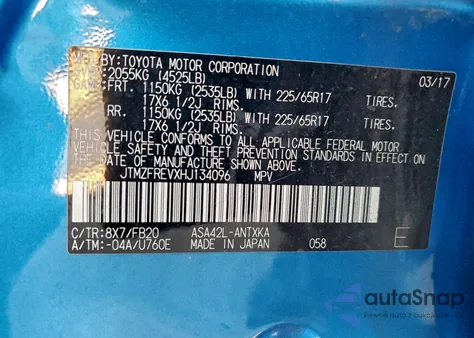 MFD.BY:TOYOTA MOTOR CORPORATION 03/17
GVWR: 2055KG (4525LB)
GAWR:FRT. 1150KG (2535LB) WITH 225/65R17 TIRES.
17X6 1/2J RIMS.
RR. 1150KG (2535LB) WITH 225/65R17 TIRES.
17X6 1/2J RIMS.
THIS VEHICLE CONFORMS TO ALL APPLICABLE FEDERAL MOTOR
VEHICLE SAFETY AND THEFT PREVENTION STANDARDS IN EFFECT
ON THE DATE OF MANUFACTURE SHOWN ABOVE.
JTMZFREVXHJ134096 MPV
C/TR:8X7/FB20 ASA42L-ANTXKA
A/TM:-04A/U760E MADE IN JAPAN 058 E
autoSnap
Pewne auto z aukcji